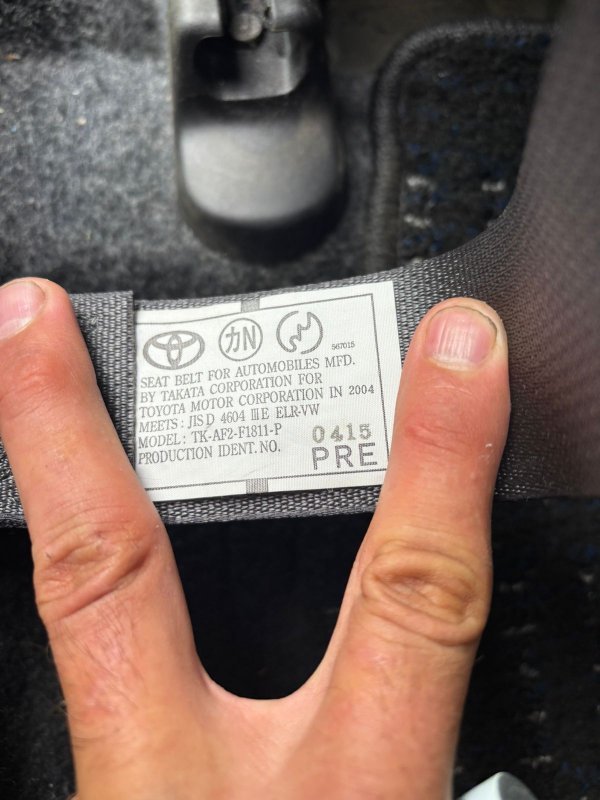 カN
567015
SEAT BELT FOR AUTOMOBILES MFD.
BY TAKATA CORPORATION FOR
TOYOTA MOTOR CORPORATION IN 2004
MEETS : JIS D 4604 III E ELR-VW
MODEL : TK-AF2-F1811-P
PRODUCTION IDENT. NO. 0415
PRE